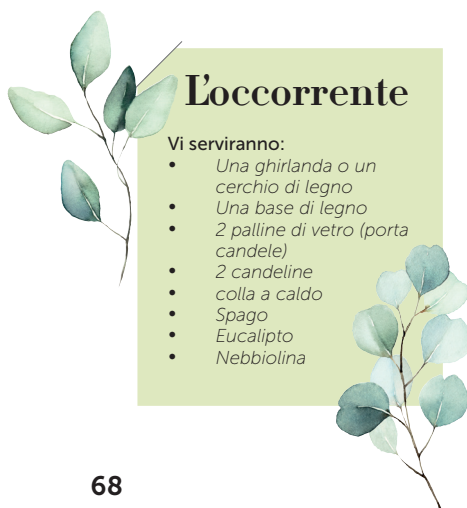 L'occorrente
Vi serviranno:
• Una ghirlanda o un
cerchio di legno
• Una base di legno
• 2 palline di vetro (porta
candele)
• 2 candeline
• colla a caldo
• Spago
• Eucalipto
• Nebbiolina
68